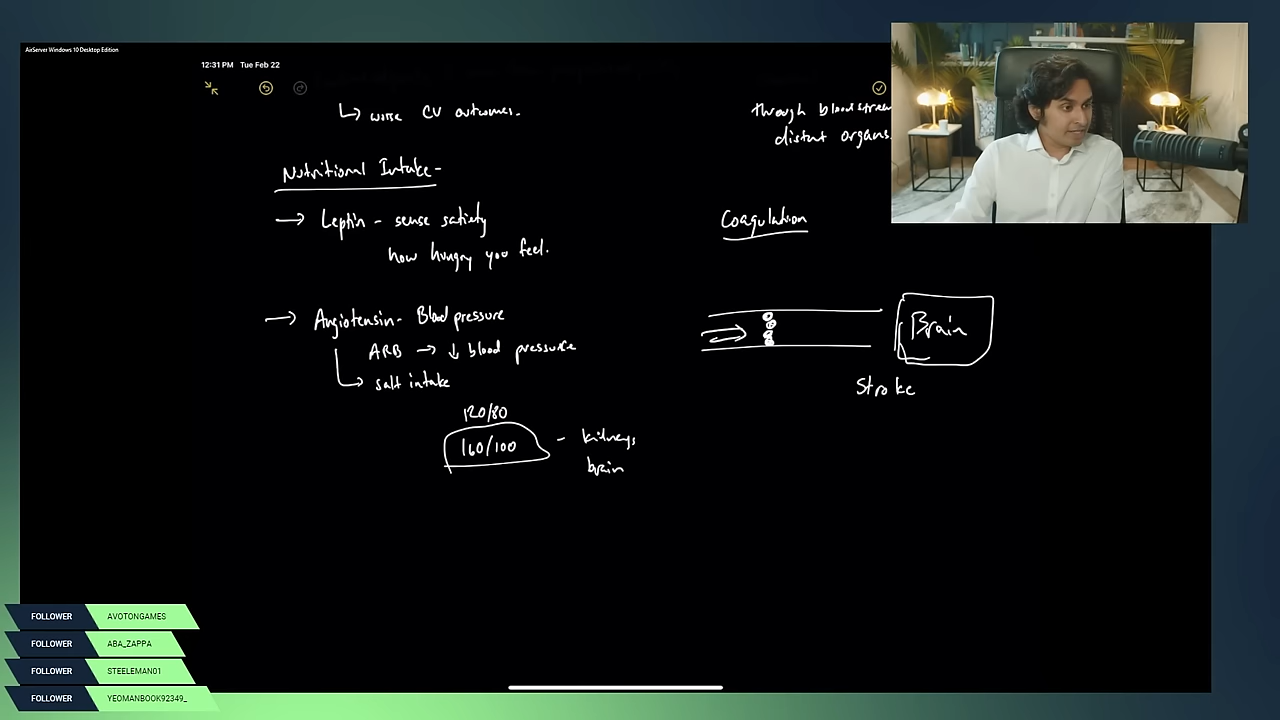 AirServer Windows 10 Desktop Edition
12:31 PM Tue Feb 22
↳ worse CV outcomes.
through bloodstream
distant organs.
Nutritional Intake-
→ Leptin - sense satiety
how hungry you feel.
Coagulation
→ Angiotensin- Blood pressure
ARB → ↓ blood pressure
↳ salt intake
Brain
Stroke
120/80
160/100 - kidneys
brain
FOLLOWER AVOTONGAMES
FOLLOWER ABA_ZAPPA
FOLLOWER STEELEMAN01
FOLLOWER YEOMANBOOK92349_